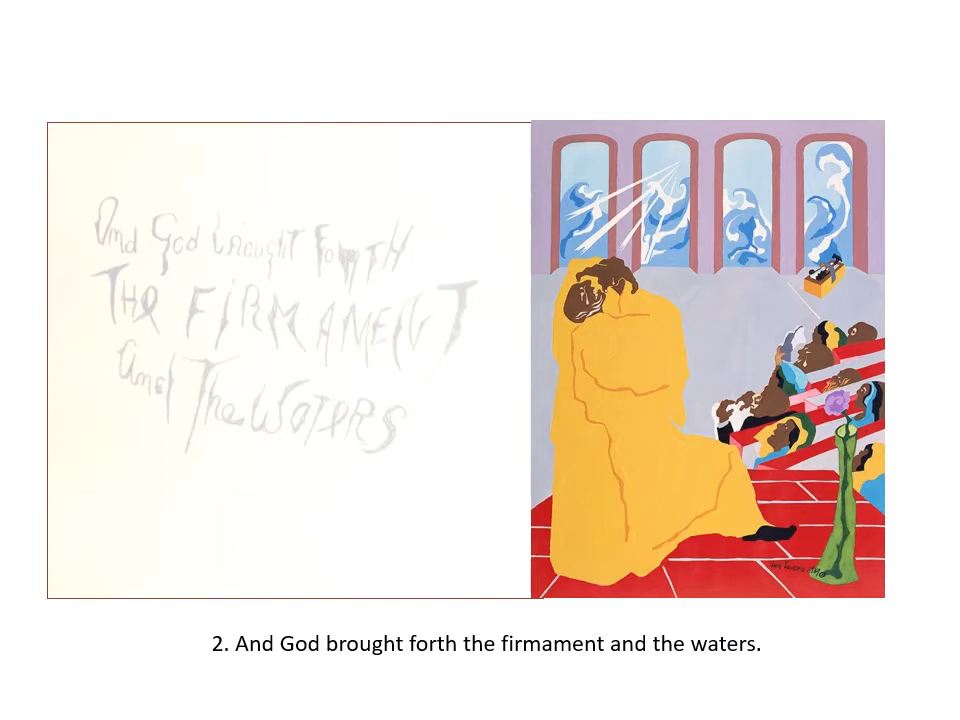 And God brought Forth
The FiRMAMENT
And The WATERS
2. And God brought forth the firmament and the waters.